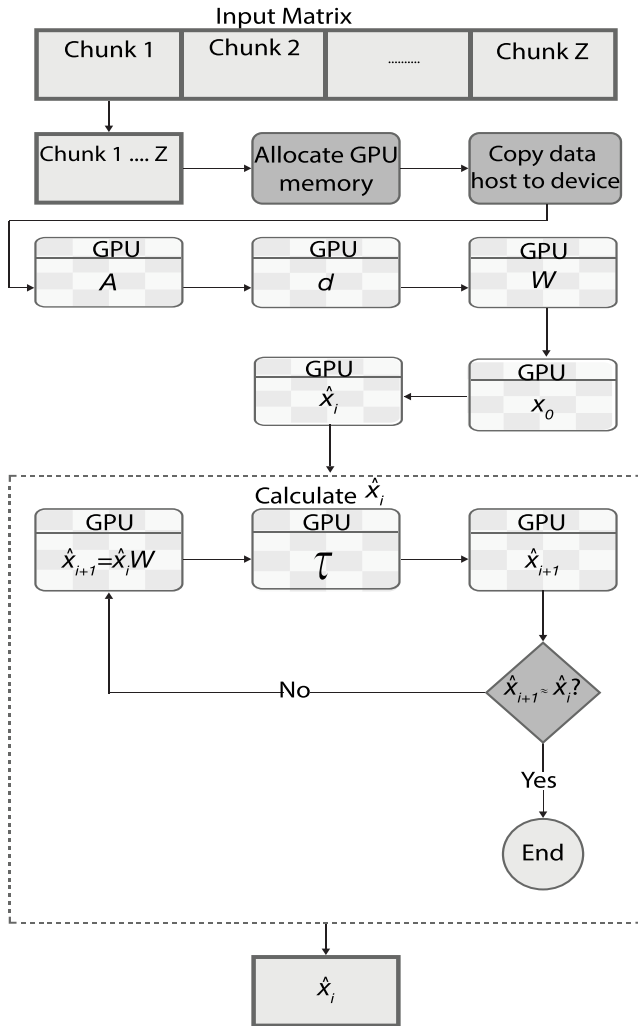 Input Matrix
Chunk 1 Chunk 2 .......... Chunk Z
Chunk 1 .... Z
Allocate GPU
memory
Copy data
host to device
GPU
A
GPU
d
GPU
W
GPU
x̂ᵢ
GPU
x₀
Calculate x̂ᵢ
GPU
x̂ᵢ₊₁=x̂ᵢW
GPU
τ
GPU
x̂ᵢ₊₁
x̂ᵢ₊₁ ≈ x̂ᵢ?
No
Yes
End
x̂ᵢ